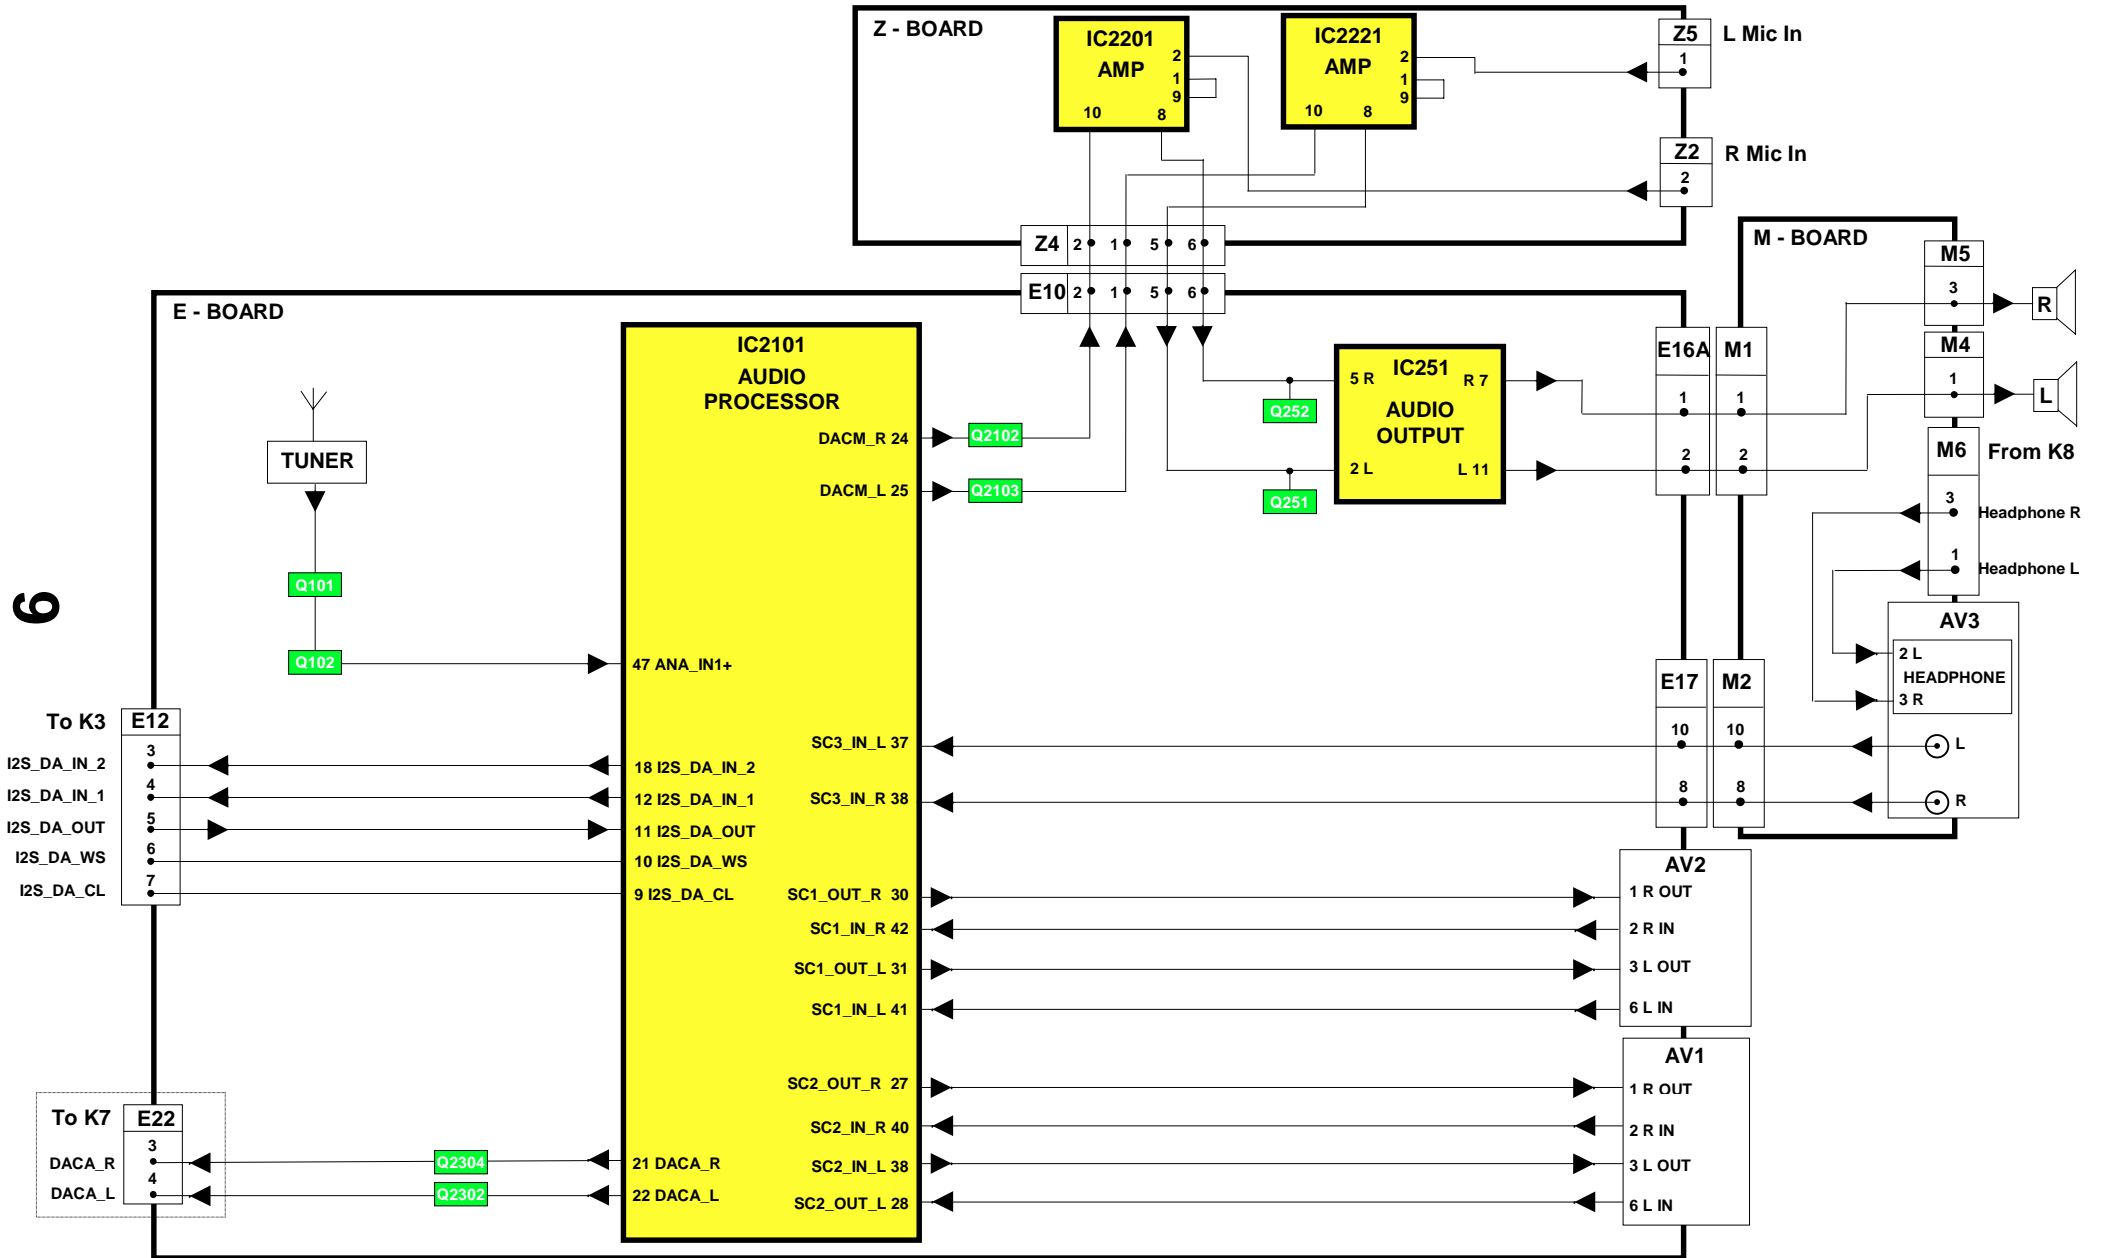 Z - BOARD
IC2201
AMP
2
1
9
10
8
IC2221
AMP
2
1
9
10
8
Z5
1
L Mic In
Z2
2
R Mic In
Z4 2 1 5 6
E10 2 1 5 6
M - BOARD
M5
3
R
M4
1
L
M6
From K8
3
Headphone R
1
Headphone L
E - BOARD
IC2101
AUDIO
PROCESSOR
TUNER
Q101
Q102
DACM_R 24
Q2102
DACM_L 25
Q2103
Q252
Q251
5 R
IC251
R 7
AUDIO
OUTPUT
2 L
L 11
E16A
1
2
M1
1
2
AV3
2 L
HEADPHONE
3 R
L
R
6
47 ANA_IN1+
E17
10
8
M2
10
8
To K3
E12
I2S_DA_IN_2
3
I2S_DA_IN_1
4
I2S_DA_OUT
5
I2S_DA_WS
6
I2S_DA_CL
7
18 I2S_DA_IN_2
12 I2S_DA_IN_1
11 I2S_DA_OUT
10 I2S_DA_WS
9 I2S_DA_CL
SC3_IN_L 37
SC3_IN_R 38
SC1_OUT_R 30
SC1_IN_R 42
SC1_OUT_L 31
SC1_IN_L 41
AV2
1 R OUT
2 R IN
3 L OUT
6 L IN
SC2_OUT_R 27
SC2_IN_R 40
SC2_IN_L 38
SC2_OUT_L 28
AV1
1 R OUT
2 R IN
3 L OUT
6 L IN
To K7
E22
DACA_R
3
DACA_L
4
Q2304
Q2302
21 DACA_R
22 DACA_L